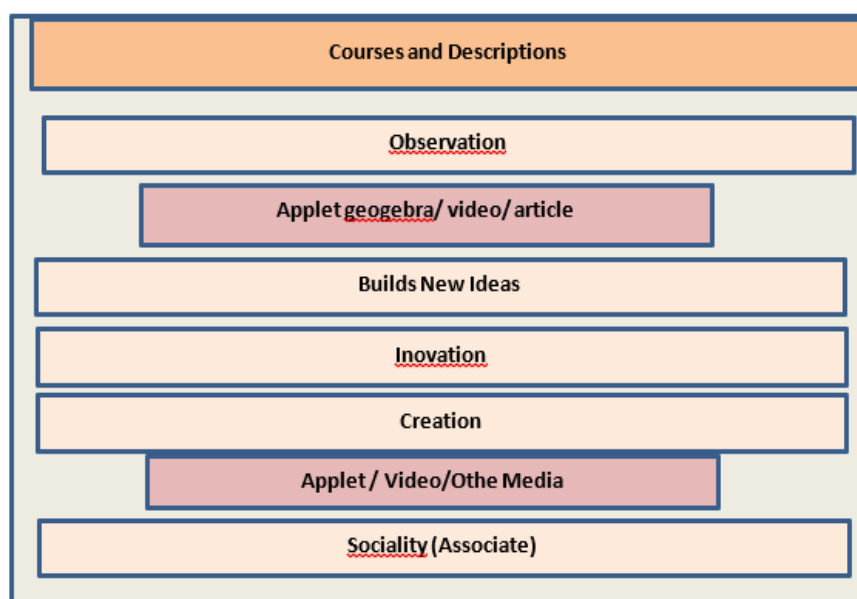 Courses and Descriptions
Observation
Applet geogebra/ video/ article
Builds New Ideas
Inovation
Creation
Applet / Video/Othe Media
Sociality (Associate)